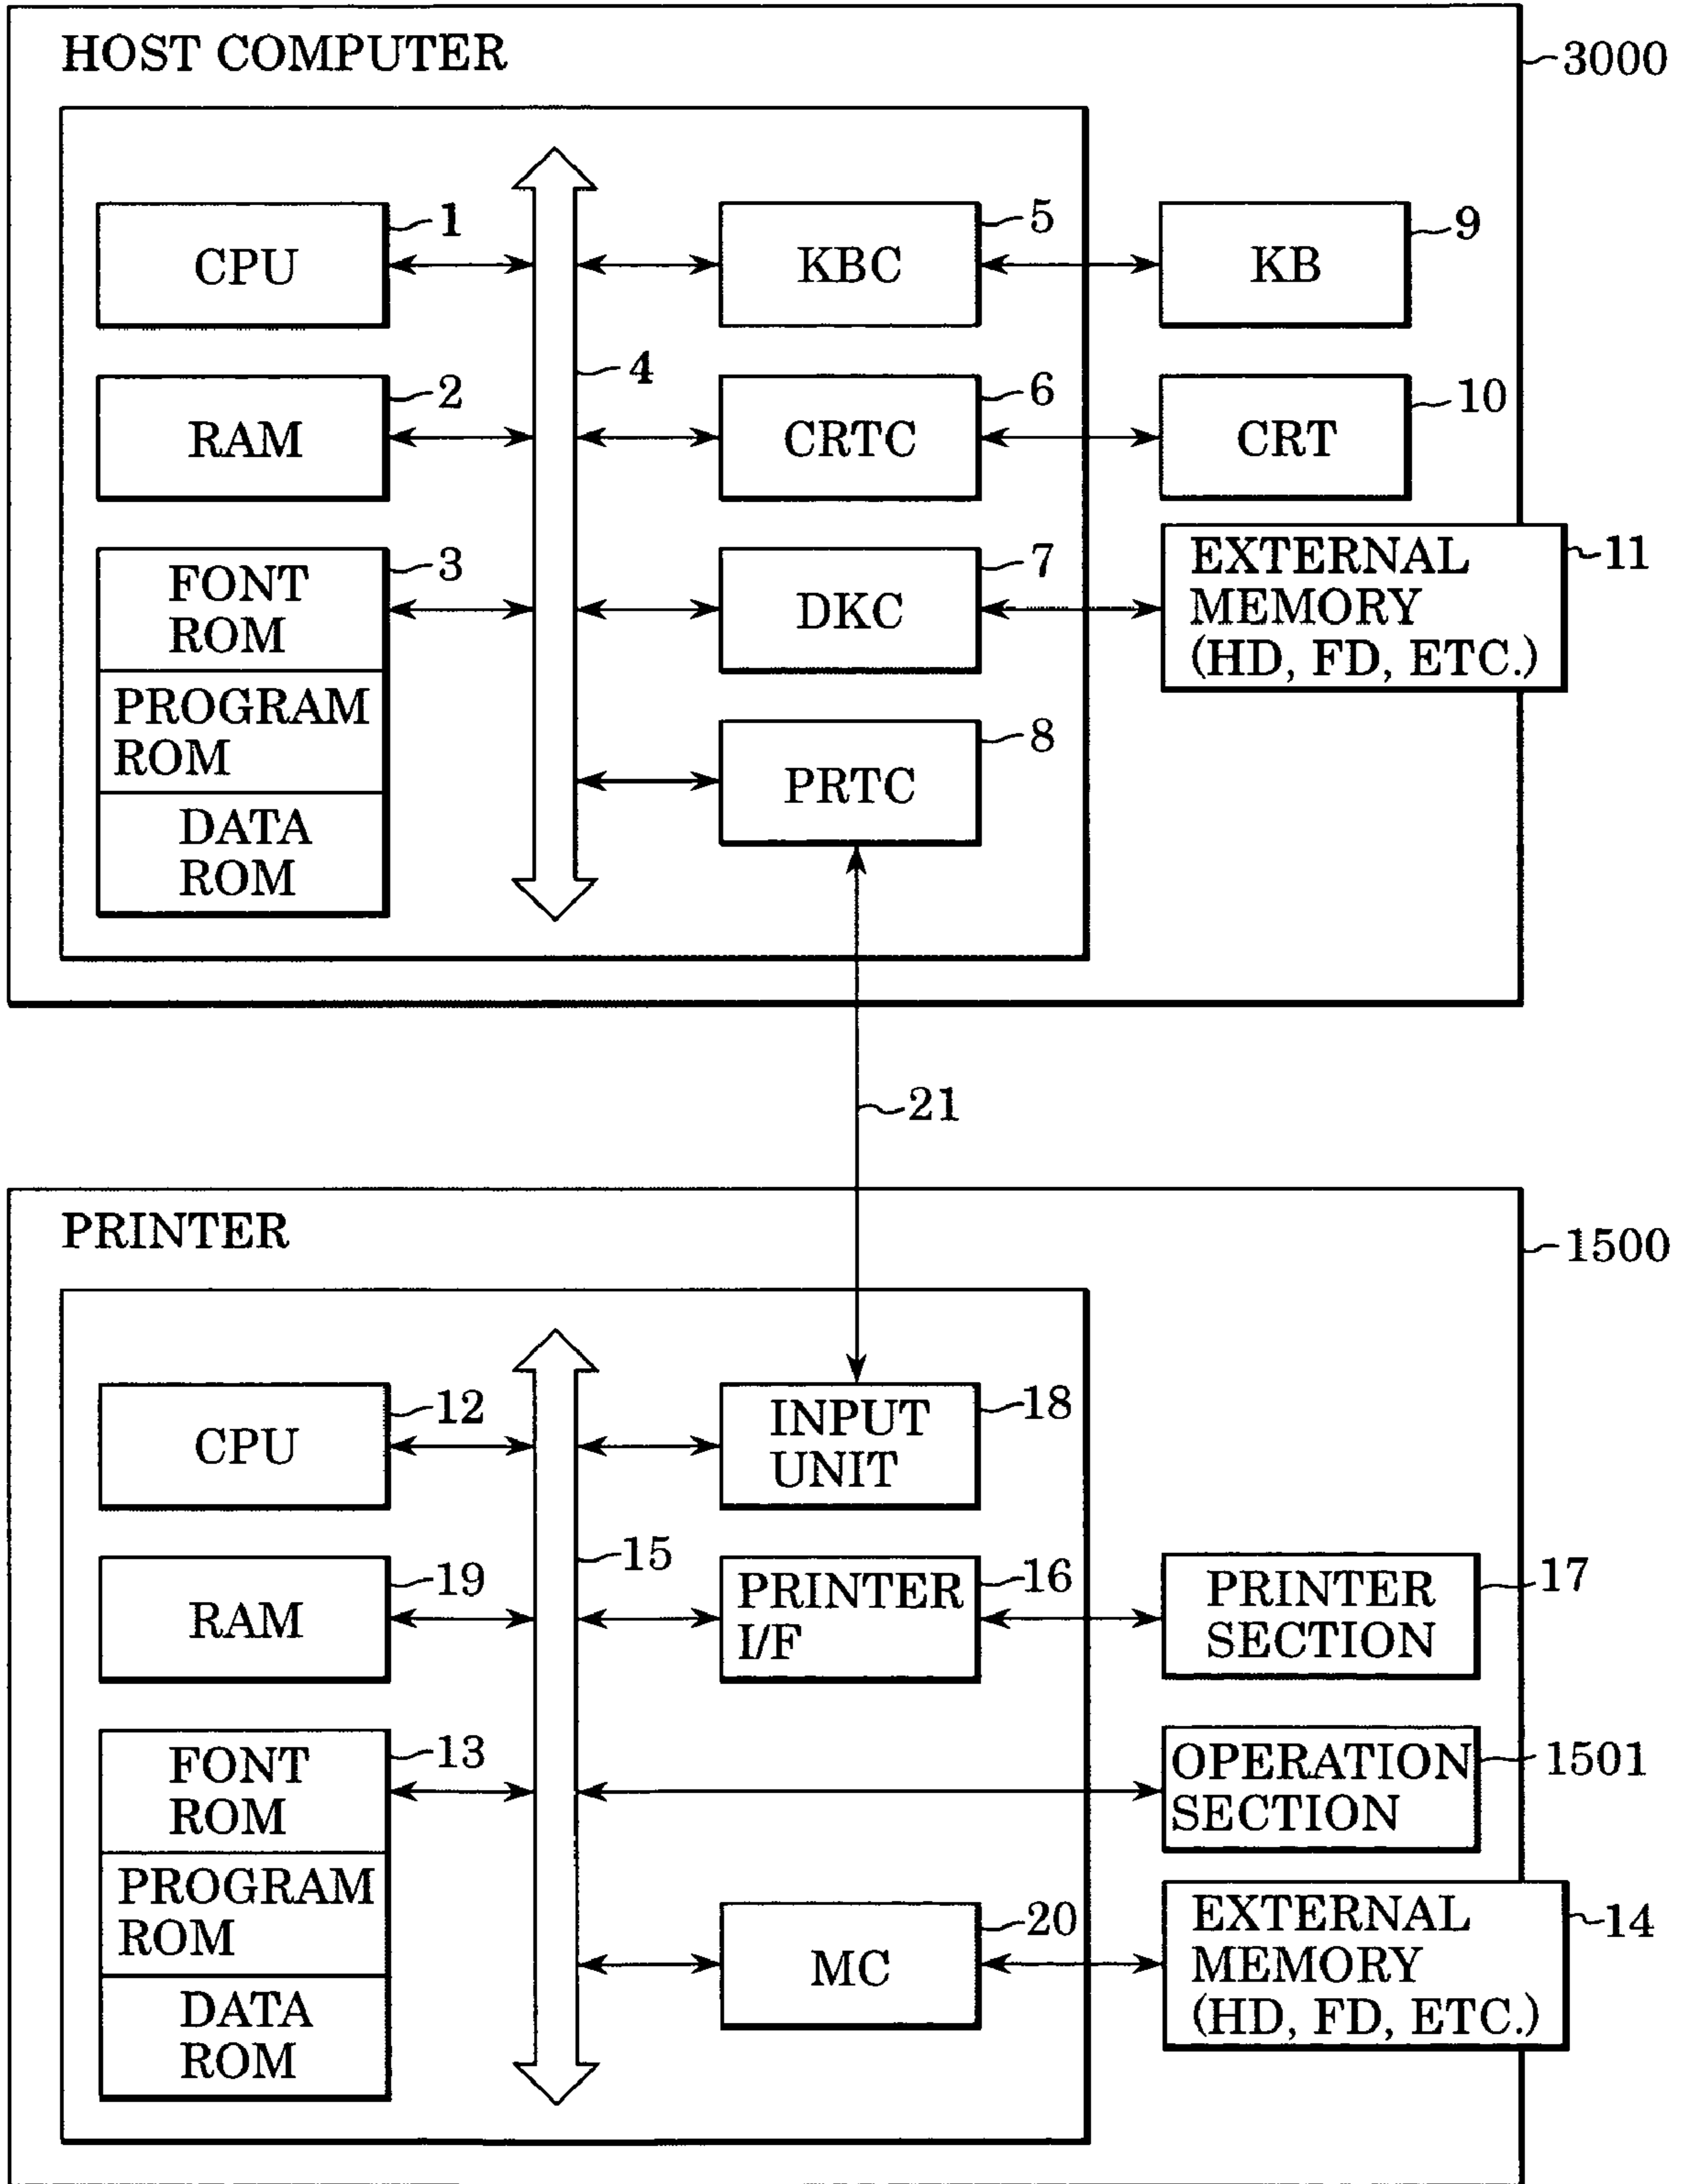 HOST COMPUTER
3000
CPU
1
KBC
5
KB
9
4
RAM
2
CRTC
6
CRT
10
FONT
ROM
3
PROGRAM
ROM
DATA
ROM
DKC
7
EXTERNAL
MEMORY
(HD, FD, ETC.)
11
PRTC
8
21
PRINTER
1500
CPU
12
INPUT
UNIT
18
15
RAM
19
PRINTER
I/F
16
PRINTER
SECTION
17
FONT
ROM
13
PROGRAM
ROM
DATA
ROM
OPERATION
SECTION
1501
MC
20
EXTERNAL
MEMORY
(HD, FD, ETC.)
14